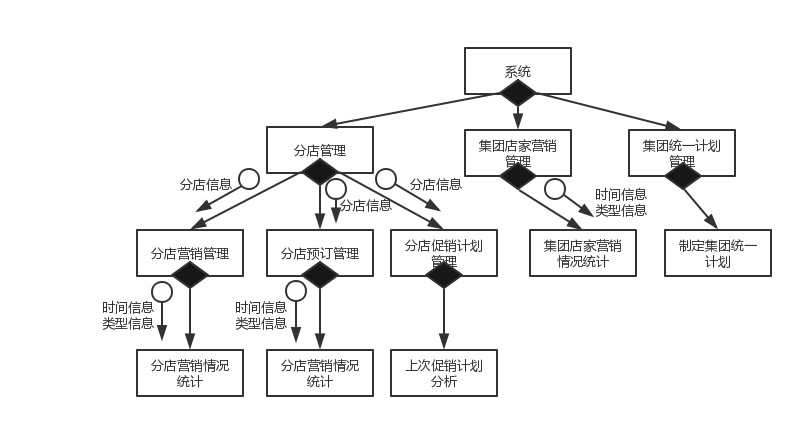 系统
分店管理
集团店家营销
管理
集团统一计划
管理
分店信息
分店信息
分店信息
时间信息
类型信息
分店营销管理
分店预订管理
分店促销计划
管理
集团店家营销
情况统计
制定集团统一
计划
时间信息
类型信息
时间信息
类型信息
分店营销情况
统计
分店营销情况
统计
上次促销计划
分析